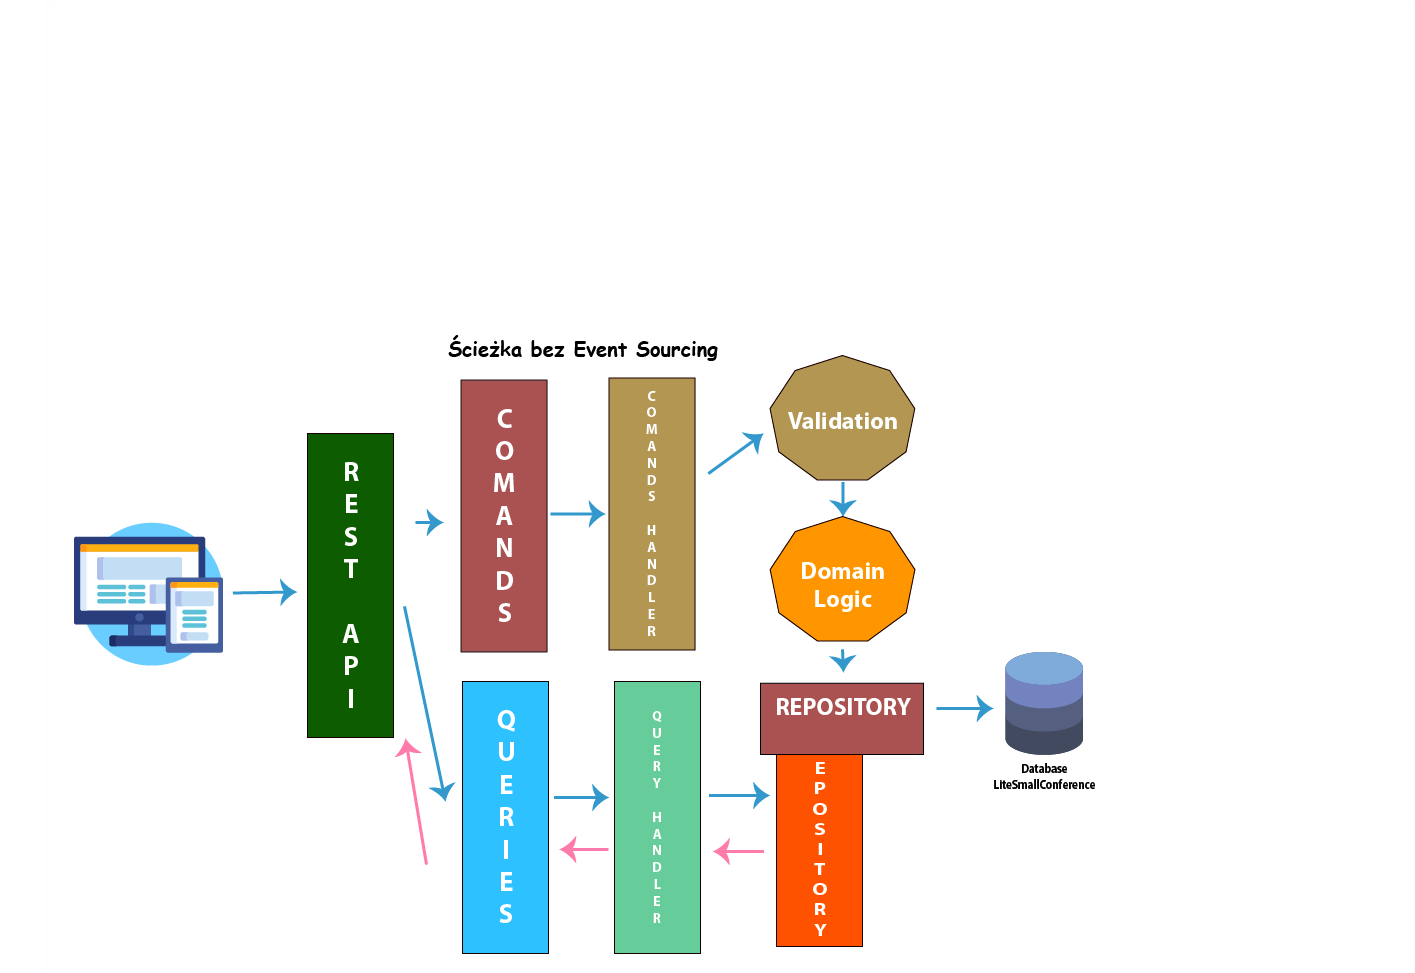 Ścieżka bez Event Sourcing
REST API
COMANDS
COMANDS HANDLER
Validation
Domain
Logic
REPOSITORY
Database
LiteSmallConference
QUERIES
QUERY HANDLER
EPOSITORY